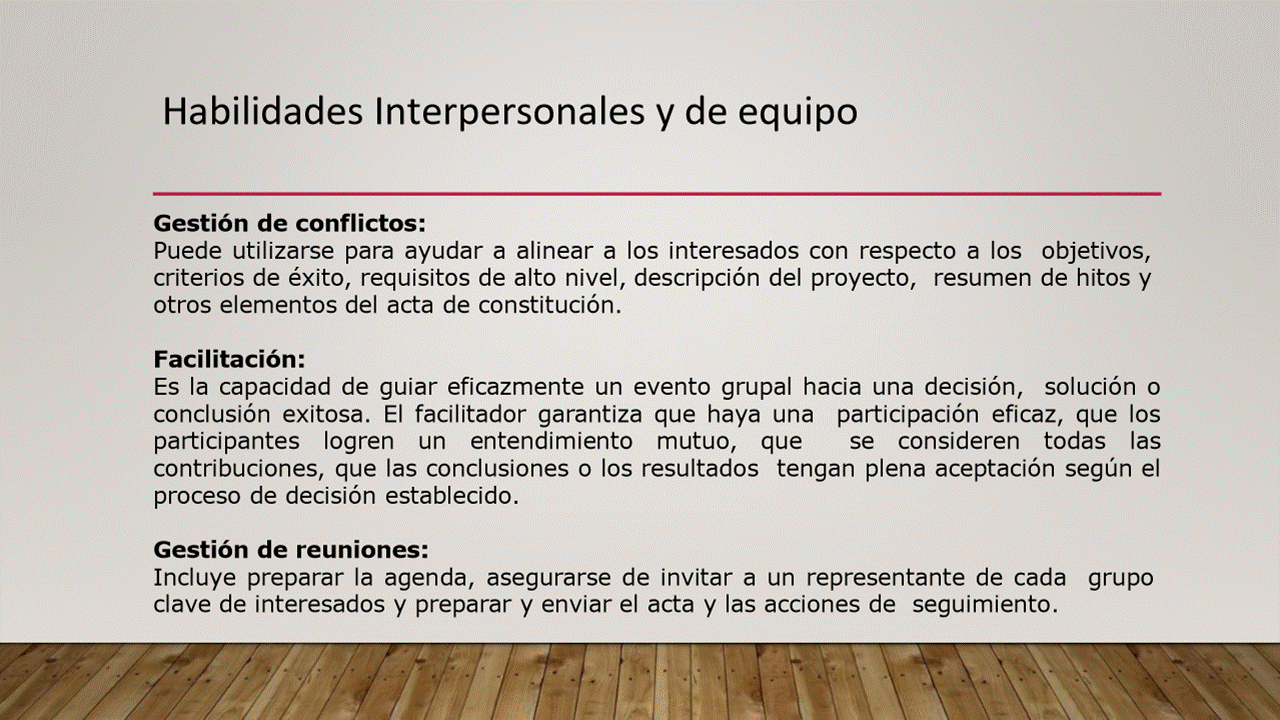 Habilidades Interpersonales y de equipo
Gestión de conflictos:
Puede utilizarse para ayudar a alinear a los interesados con respecto a los objetivos,
criterios de éxito, requisitos de alto nivel, descripción del proyecto, resumen de hitos y
otros elementos del acta de constitución.
Facilitación:
Es la capacidad de guiar eficazmente un evento grupal hacia una decisión, solución o
conclusión exitosa. El facilitador garantiza que haya una participación eficaz, que los
participantes logren un entendimiento mutuo, que se consideren todas las
contribuciones, que las conclusiones o los resultados tengan plena aceptación según el
proceso de decisión establecido.
Gestión de reuniones:
Incluye preparar la agenda, asegurarse de invitar a un representante de cada grupo
clave de interesados y preparar y enviar el acta y las acciones de seguimiento.